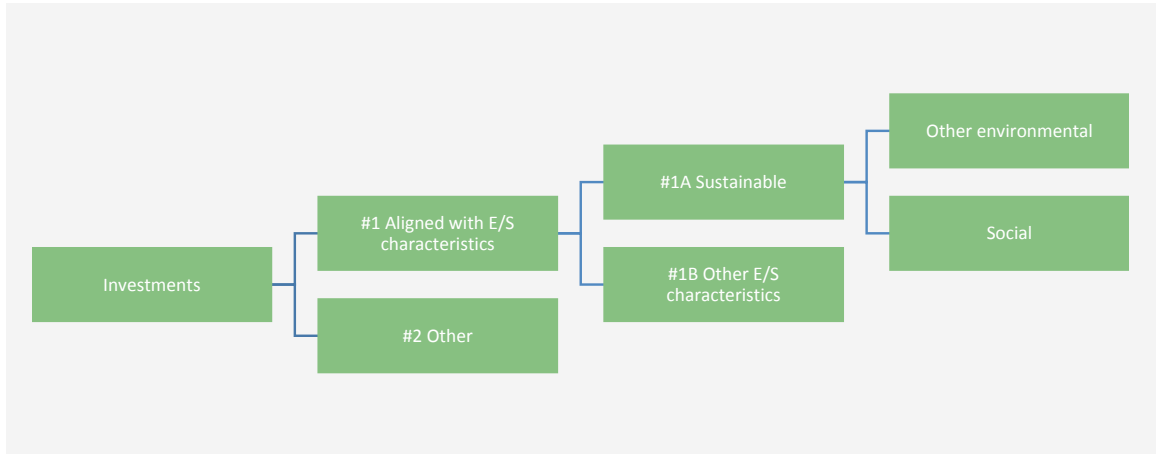 Investments
#1 Aligned with E/S
characteristics
#2 Other
#1A Sustainable
#1B Other E/S
characteristics
Other environmental
Social